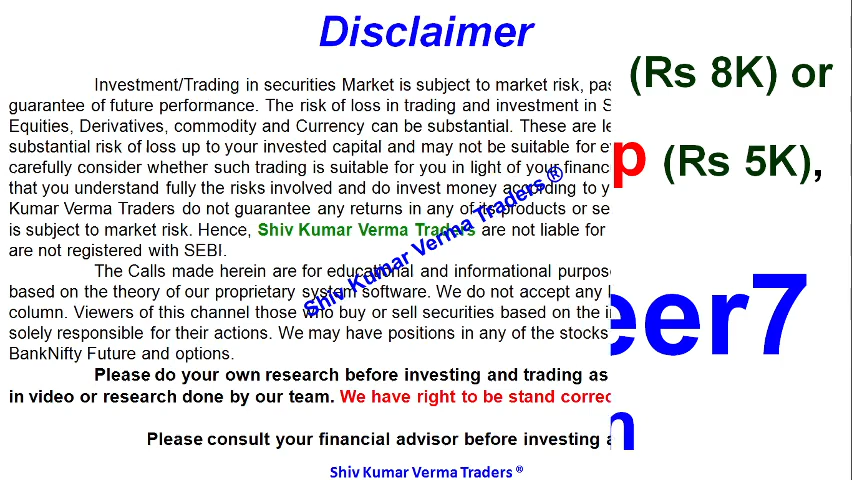 Disclaimer
Investment/Trading in securities Market is subject to market risk, pas
guarantee of future performance. The risk of loss in trading and investment in S
Equities, Derivatives, commodity and Currency can be substantial. These are le
substantial risk of loss up to your invested capital and may not be suitable for e
carefully consider whether such trading is suitable for you in light of your financ
that you understand fully the risks involved and do invest money according to y
Kumar Verma Traders do not guarantee any returns in any of its products or se
is subject to market risk. Hence, Shiv Kumar Verma Traders are not liable for
are not registered with SEBI.
The Calls made herein are for educational and informational purpose
based on the theory of our proprietary system software. We do not accept any l
column. Viewers of this channel those who buy or sell securities based on the i
solely responsible for their actions. We may have positions in any of the stocks
BankNifty Future and options.
Please do your own research before investing and trading as
in video or research done by our team. We have right to be stand correc
Please consult your financial advisor before investing a
Shiv Kumar Verma Traders ®
Shiv Kumar Verma Traders ®
(Rs 8K) or
p (Rs 5K),
eer7
n